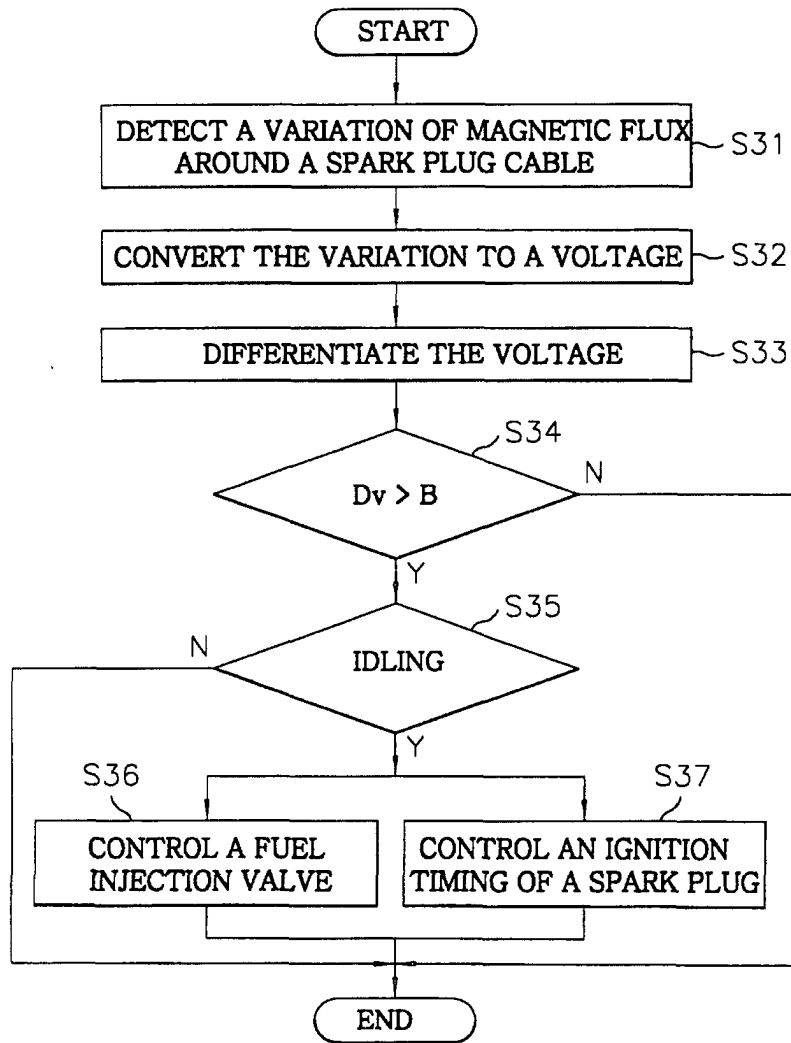 START
DETECT A VARIATION OF MAGNETIC FLUX
AROUND A SPARK PLUG CABLE
S31
CONVERT THE VARIATION TO A VOLTAGE
S32
DIFFERENTIATE THE VOLTAGE
S33
S34
Dv > B
N
Y
S35
IDLING
N
Y
S36
CONTROL A FUEL
INJECTION VALVE
S37
CONTROL AN IGNITION
TIMING OF A SPARK PLUG
END